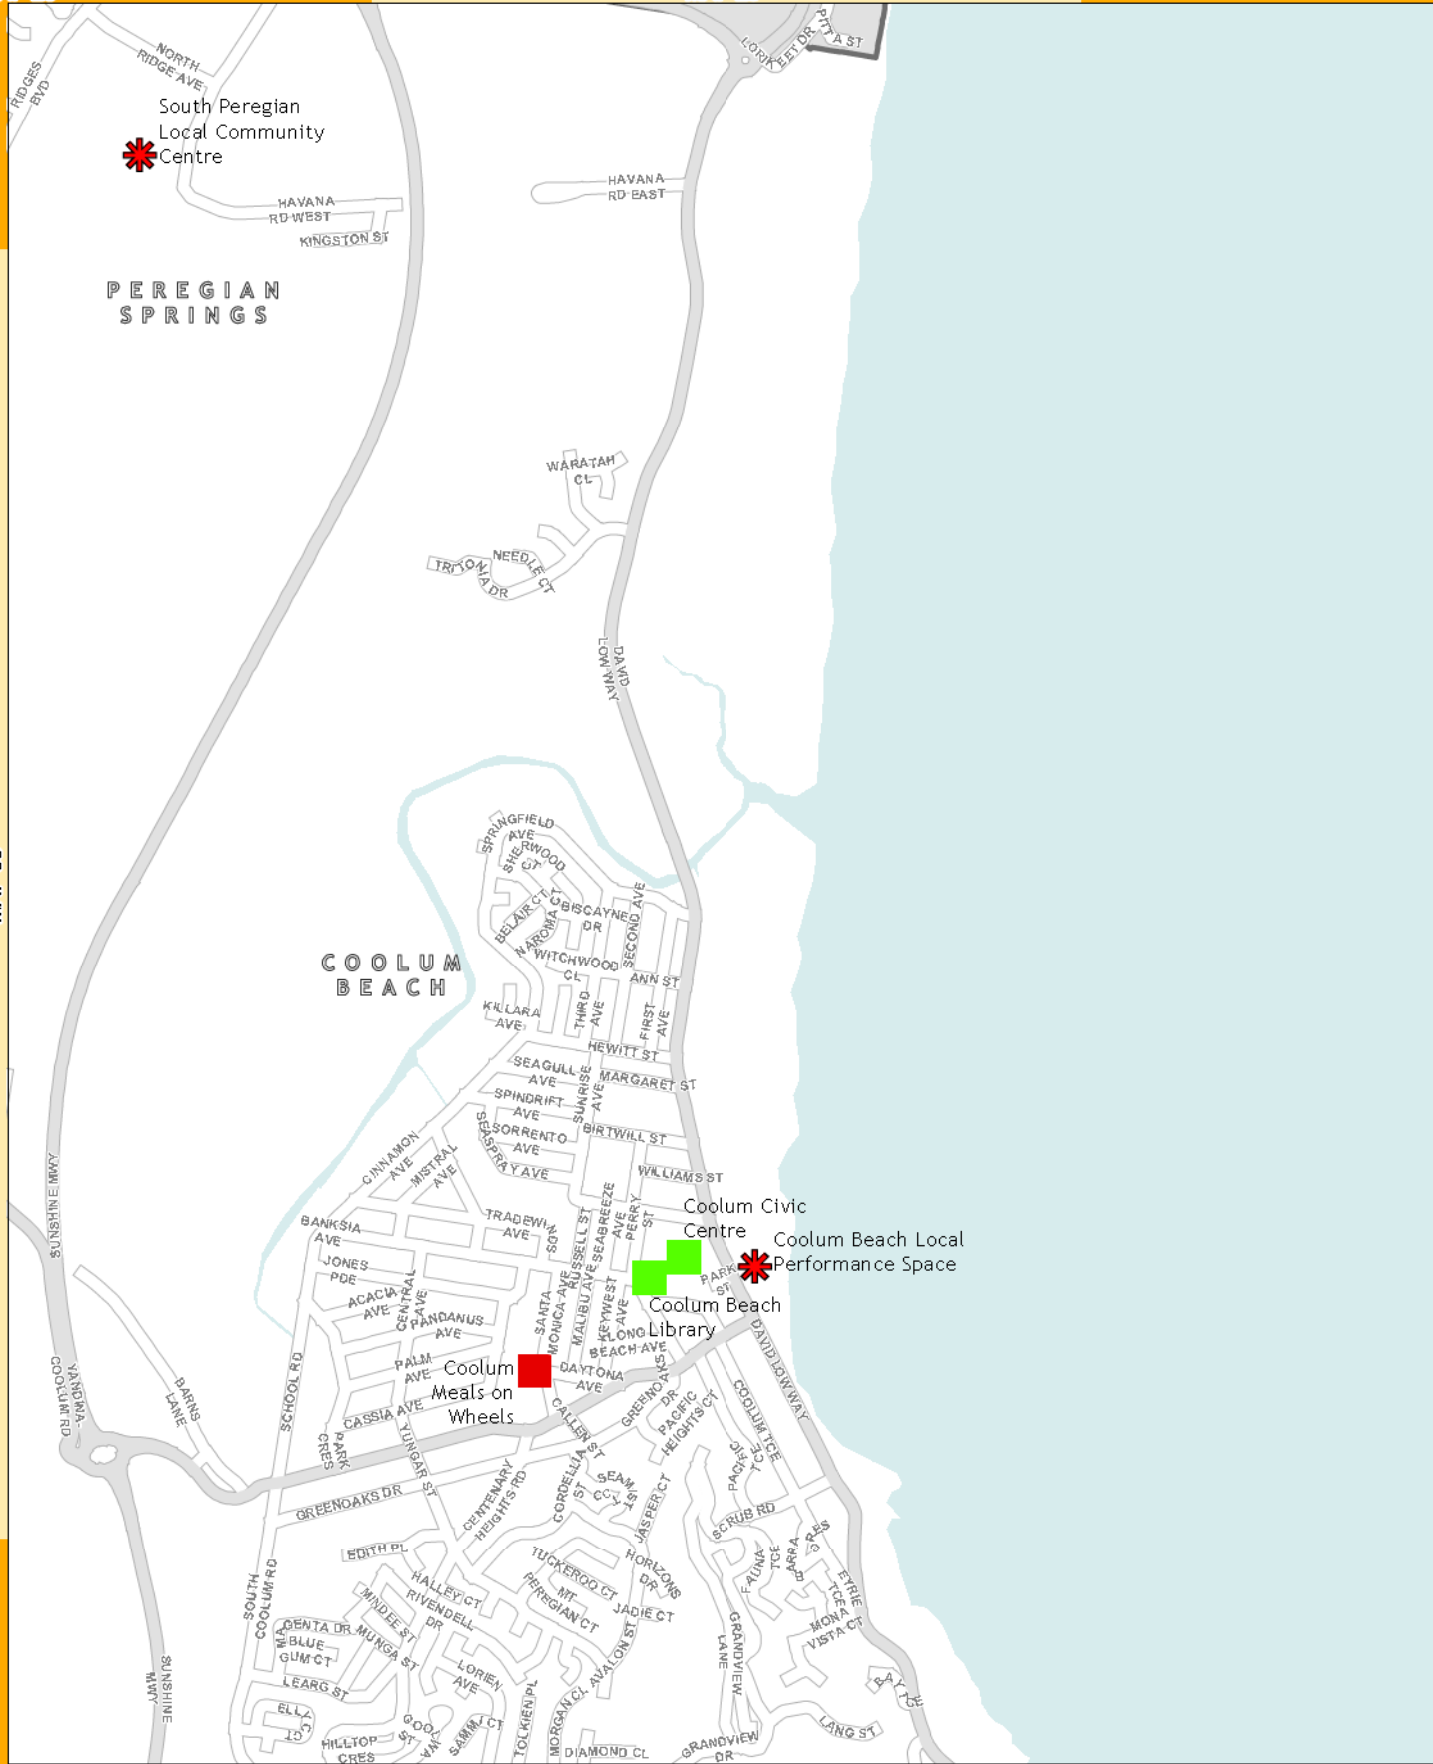 LORIKEET DR
PITTA ST
NORTH
RIDGE AVE
RIDGES
BVD
South Peregian
Local Community
Centre
HAVANA
RD WEST
KINGSTON ST
HAVANA
RD EAST
PEREGIAN
SPRINGS
WARATAH
CL
NEEDLE CT
TRITONIA DR
DAVID
LOW WAY
SPRINGFIELD
AVE
SHERWOOD
CT
BELAIR CT
NAROMA CT
BISCAYNE
DR
SECOND AVE
WITCHWOOD
CL
ANN ST
COOLUM
BEACH
KILLARA
AVE
THIRD
AVE
FIRST
AVE
HEWITT ST
SEAGULL
AVE
MARGARET ST
SUNRISE
AVE
SPINDRIFT
AVE
SORRENTO
AVE
SEASPRAY AVE
BIRTWILL ST
WILLIAMS ST
CINNAMON
AVE
MISTRAL
AVE
SUNSHINE MWY
BANKSIA
AVE
TRADEWINDS
AVE
RUSSELL ST
SEABREEZE
AVE
PERRY
ST
Coolum Civic
Centre
Coolum Beach Local
Performance Space
PARK
ST
Coolum Beach
Library
JONES
PDE
ACACIA
AVE
CENTRAL
AVE
PANDANUS
AVE
SANTA
MONICA AVE
MALIBU AVE
KEYWEST
AVE
LONG
BEACH AVE
PALM
AVE
Coolum
Meals on
Wheels
DAYTONA
AVE
DAVID LOW WAY
YANDINA-
COOLUM RD
BARNS
LANE
SCHOOL RD
CASSIA AVE
PARK
CRES
YUNGAR ST
CALLEN ST
GREENOAKS
DR
PACIFIC
HEIGHTS CT
COOLUM TCE
PACIFIC
TCE
GREENOAKS DR
CENTENARY
HEIGHTS RD
CORDELLIA
ST
SEAMIST
CCT
JASPER CT
SCRUB RD
EDITH PL
TUCKEROO CT
HORIZONS
DR
FAUNA
TCE
ARRABRES
EYRIE
TCE
SOUTH
COOLUM RD
HALLEY CT
RIVENDELL
DR
MT
PEREGIAN CT
JADIE CT
MONA
VISTA CT
MINDEE ST
MAGENTA DR
MUNGA ST
BLUE
GUM CT
AVALON ST
GRANDVIEW
LANE
LEARG ST
LORIEN
AVE
BAY TCE
SUNSHINE
MWY
ELLY
CT
TOLKIEN PL
MORGAN CL
SAMMI CT
LANG ST
HILLTOP
CRES
DIAMOND CL
GRANDVIEW
DR